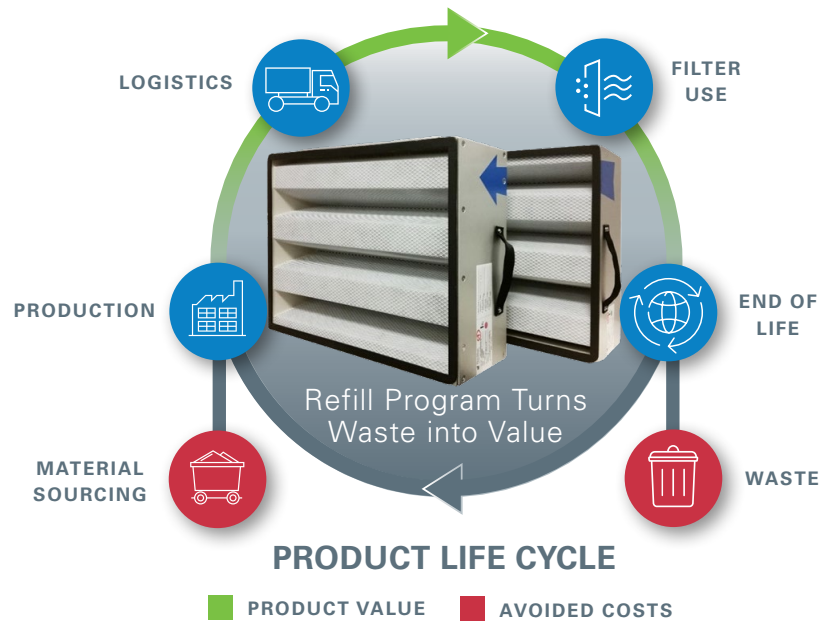 LOGISTICS
FILTER
USE
PRODUCTION
END OF
LIFE
Refill Program Turns
Waste into Value
MATERIAL
SOURCING
WASTE
PRODUCT LIFE CYCLE
PRODUCT VALUE
AVOIDED COSTS